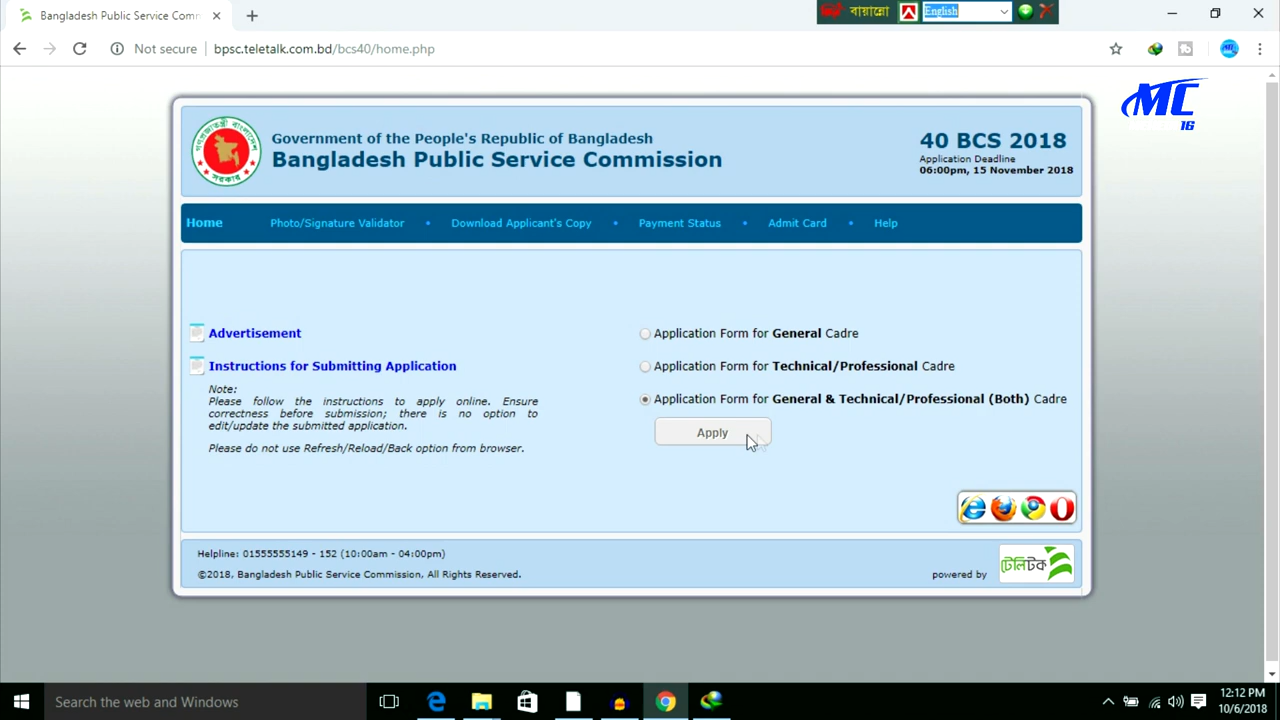 Bangladesh Public Service Comm
বায়ান্নো
English
Not secure
bpsc.teletalk.com.bd/bcs40/home.php
MC
16
গণপ্রজাতন্ত্রী বাংলাদেশ
সরকার
Government of the People's Republic of Bangladesh
Bangladesh Public Service Commission
40 BCS 2018
Application Deadline
06:00pm, 15 November 2018
Home
Photo/Signature Validator
Download Applicant's Copy
Payment Status
Admit Card
Help
Advertisement
Instructions for Submitting Application
Note:
Please follow the instructions to apply online. Ensure
correctness before submission; there is no option to
edit/update the submitted application.
Please do not use Refresh/Reload/Back option from browser.
Application Form for General Cadre
Application Form for Technical/Professional Cadre
Application Form for General & Technical/Professional (Both) Cadre
Apply
Helpline: 01555555149 - 152 (10:00am - 04:00pm)
©2018, Bangladesh Public Service Commission, All Rights Reserved.
powered by
টেলিটক
Search the web and Windows
12:12 PM
10/6/2018